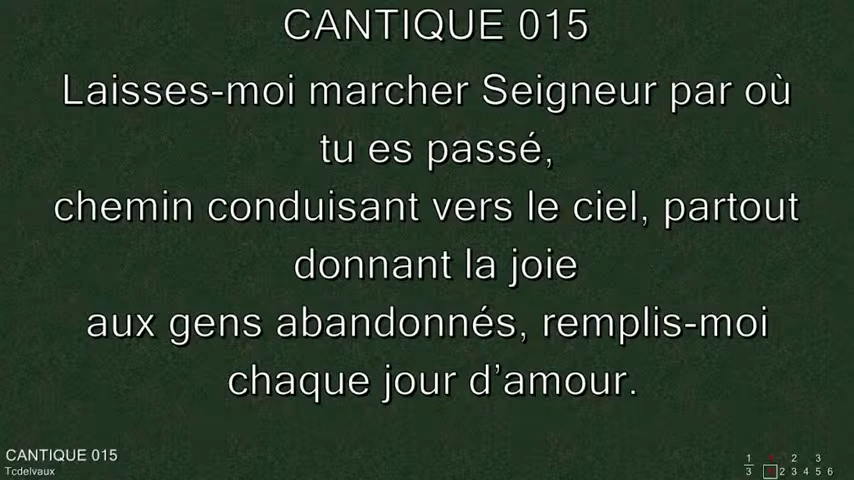 CANTIQUE 015
Laisses-moi marcher Seigneur par où
tu es passé,
chemin conduisant vers le ciel, partout
donnant la joie
aux gens abandonnés, remplis-moi
chaque jour d’amour.
CANTIQUE 015
Tcdelvaux
1 2 3
3 2 3 4 5 6